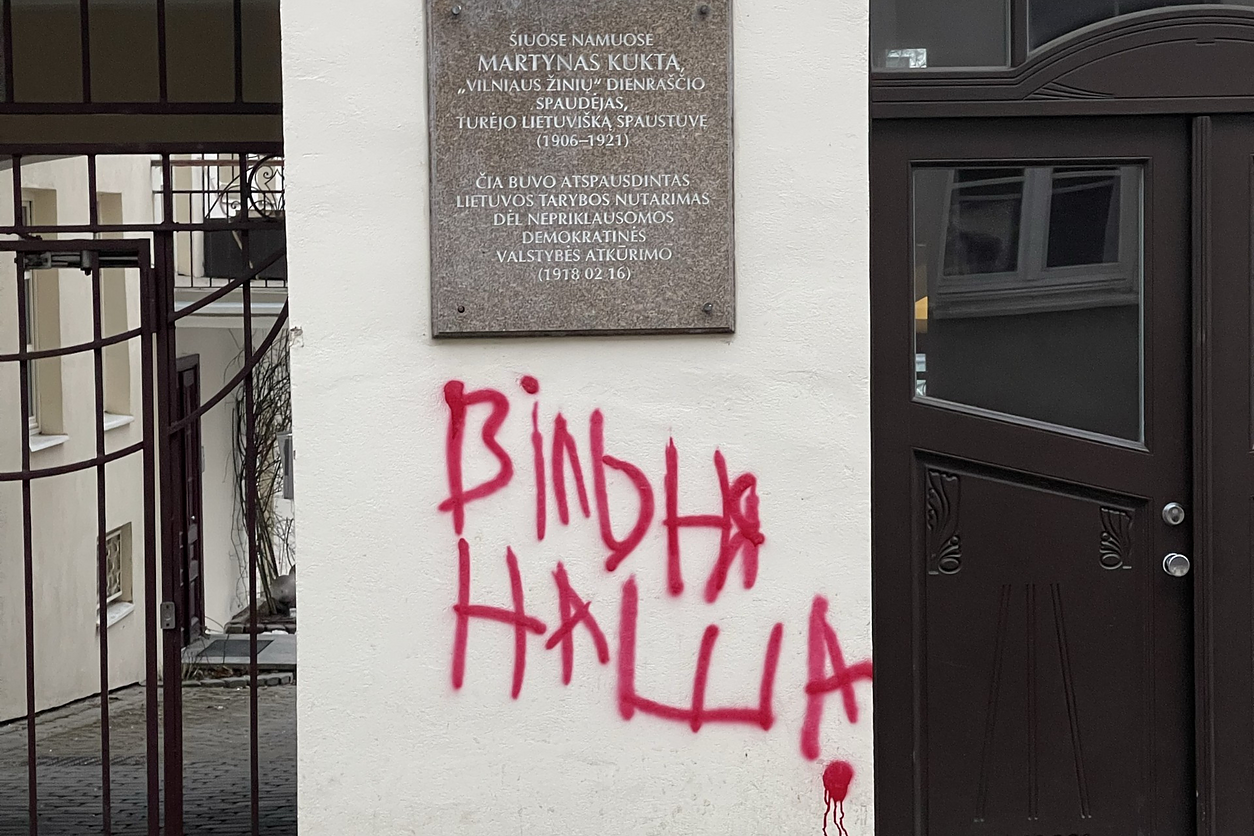 ŠIUOSE NAMUOSE
MARTYNAS KUKTA,
„VILNIAUS ŽINIŲ“ DIENRAŠČIO
SPAUDĖJAS,
TURĖJO LIETUVIŠKĄ SPAUSTUVĘ
(1906–1921)
ČIA BUVO ATSPAUSDINTAS
LIETUVOS TARYBOS NUTARIMAS
DĖL NEPRIKLAUSOMOS
DEMOKRATINĖS
VALSTYBĖS ATKŪRIMO
(1918 02 16)
Вільня
НАША